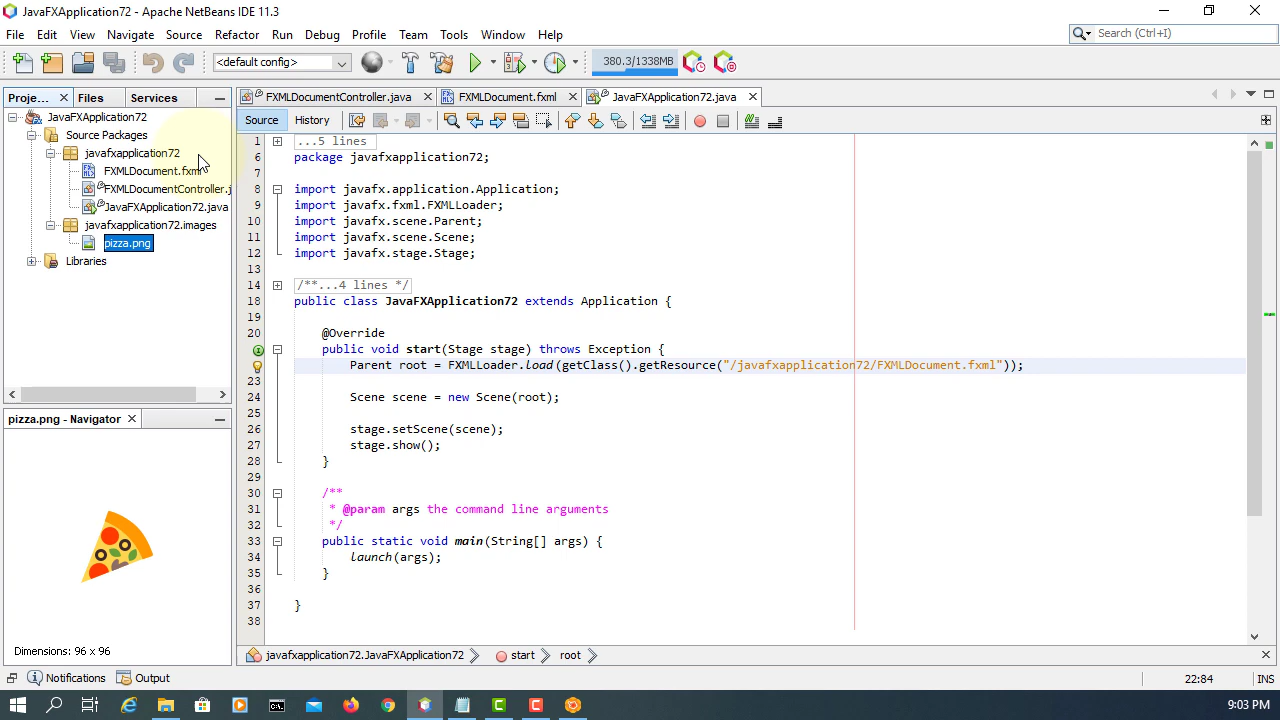 JavaFXApplication72 - Apache NetBeans IDE 11.3
File Edit View Navigate Source Refactor Run Debug Profile Team Tools Window Help
Search (Ctrl+I)
<default config>
380.3/1338MB
Proje...
Files
Services
FXMLDocumentController.java
FXMLDocument.fxml
JavaFXApplication72.java
JavaFXApplication72
Source Packages
javafxapplication72
FXMLDocument.fxml
FXMLDocumentController.j
JavaFXApplication72.java
javafxapplication72.images
pizza.png
Libraries
pizza.png - Navigator
Dimensions: 96 x 96
Source
History
1 ...5 lines
6 package javafxapplication72;
7
8 import javafx.application.Application;
9 import javafx.fxml.FXMLLoader;
10 import javafx.scene.Parent;
11 import javafx.scene.Scene;
12 import javafx.stage.Stage;
13
14 /**...4 lines */
18 public class JavaFXApplication72 extends Application {
19
20 @Override
public void start(Stage stage) throws Exception {
Parent root = FXMLLoader.load(getClass().getResource("/javafxapplication72/FXMLDocument.fxml"));
23
24 Scene scene = new Scene(root);
25
26 stage.setScene(scene);
27 stage.show();
28 }
29
30 /**
31 * @param args the command line arguments
32 */
33 public static void main(String[] args) {
34 launch(args);
35 }
36
37 }
38
javafxapplication72.JavaFXApplication72
start
root
Notifications
Output
22:84
INS
9:03 PM